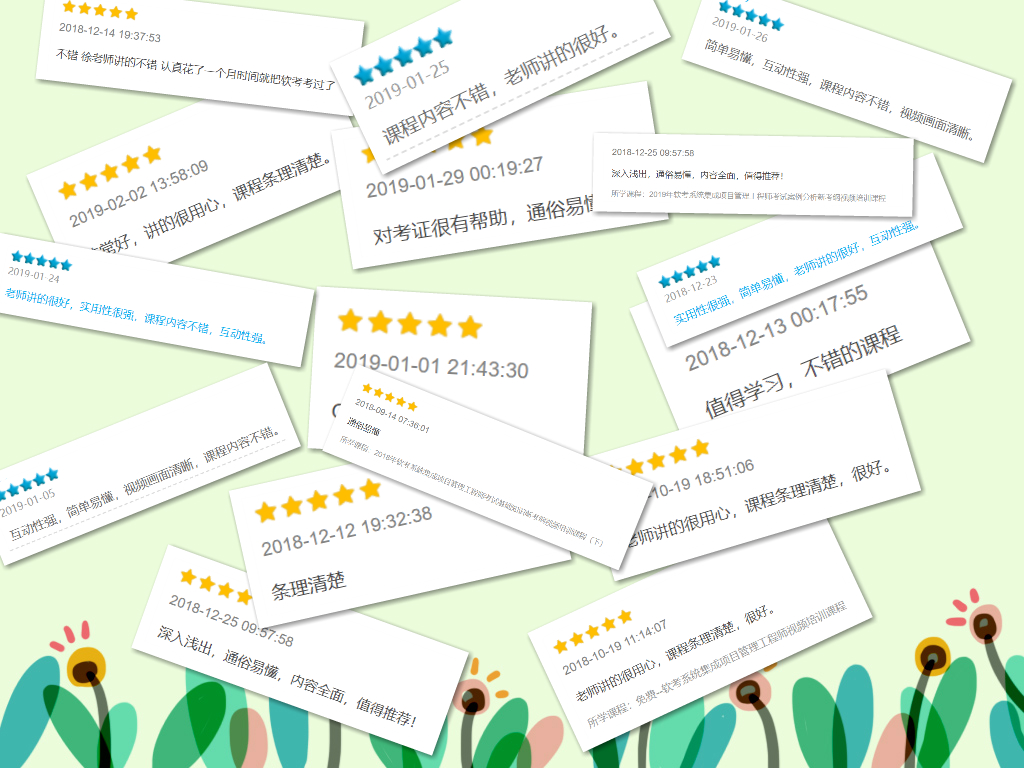 2018-12-14 19:37:53
不错 徐老师讲的不错 认真花了一个月时间就把软考考过了
2019-01-25
课程内容不错，老师讲的很好。
2019-01-26
简单易懂，互动性强，课程内容不错，视频画面清晰。
2019-02-02 13:58:09
常好，讲的很用心，课程条理清楚。
2019-01-29 00:19:27
对考证很有帮助，通俗易懂
2018-12-25 09:57:58
深入浅出，通俗易懂，内容全面，值得推荐！
所学课程：2019年软考系统集成项目管理工程师考试案例分析新考纲视频培训课程
2019-01-24
老师讲的很好，实用性很强，课程内容不错，互动性强。
2018-12-23
实用性很强，简单易懂，老师讲的很好，互动性强。
2018-12-13 00:17:55
值得学习，不错的课程
2019-01-01 21:43:30
2018-09-14 07:36:01
通俗易懂
所学课程：2018年软考系统集成项目管理工程师考试基础知识新考纲视频培训课程（下）
2019-01-05
互动性强，简单易懂，视频画面清晰，课程内容不错。
10-19 18:51:06
老师讲的很用心，课程条理清楚，很好。
2018-12-12 19:32:38
条理清楚
2018-12-25 09:57:58
深入浅出，通俗易懂，内容全面，值得推荐！
2018-10-19 11:14:07
老师讲的很用心，课程条理清楚，很好。
所学课程：免费-软考系统集成项目管理工程师视频培训课程